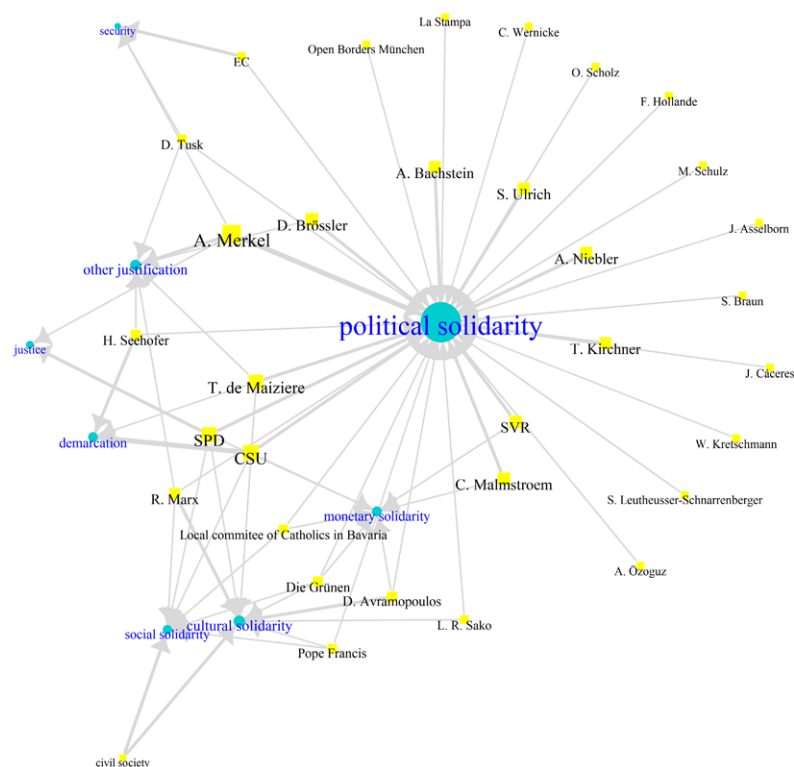 La Stampa
security
C. Wernicke
Open Borders München
EC
O. Scholz
F. Hollande
D. Tusk
A. Bachstein
M. Schulz
S. Ulrich
D. Brössler
J. Asselborn
A. Merkel
A. Niebler
other justification
S. Braun
political solidarity
H. Seehofer
justice
T. Kirchner
J. Cáceres
T. de Maiziere
SVR
demarcation
SPD
W. Kretschmann
CSU
C. Malmstroem
R. Marx
S. Leutheusser-Schnarrenberger
monetary solidarity
Local commitee of Catholics in Bavaria
A. Özoguz
Die Grünen
D. Avramopoulos
L. R. Sako
cultural solidarity
social solidarity
Pope Francis
civil society